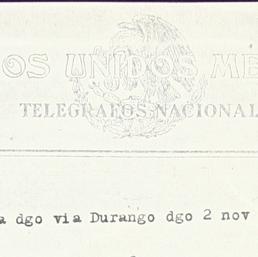 OS UNIDOS ME
TELEGRAFOS NACIONAL
a dgo via Durango dgo 2 nov